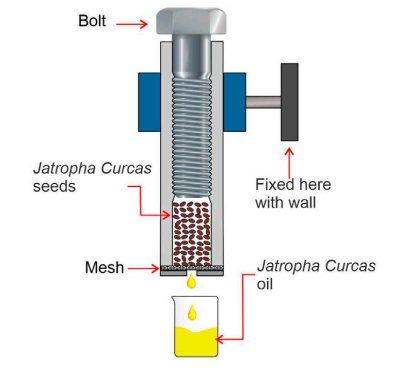 Bolt
Jatropha Curcas
seeds
Fixed here
with wall
Mesh
Jatropha Curcas
oil